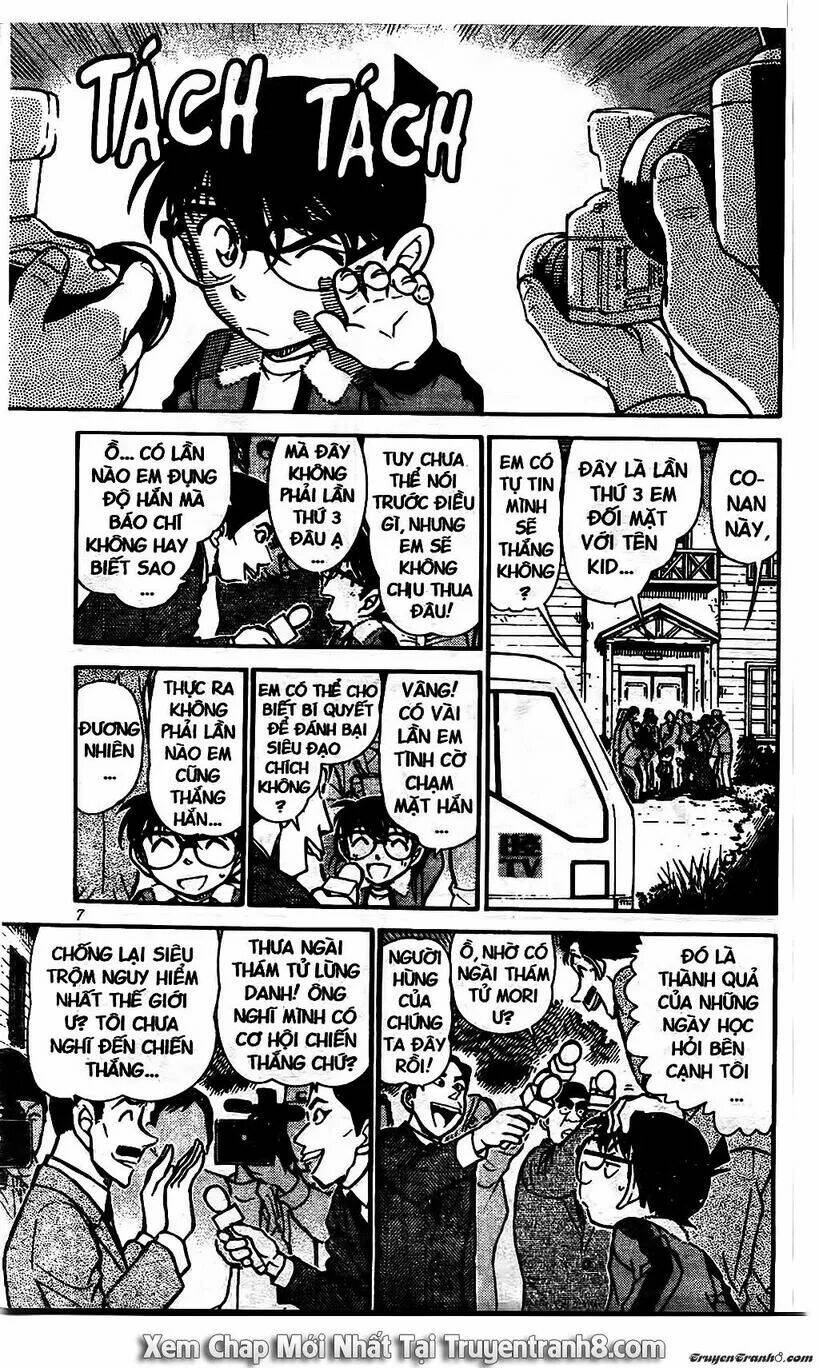 TÁCH
TÁCH
CO-
NAN
NÀY,
ĐÂY LÀ LẦN
THỨ 3 EM
ĐỐI MẶT
VỚI TÊN
KID...
EM CÓ
TỰ TIN
MÌNH
SẼ
THẮNG
KHÔNG
?
TUY CHƯA
THỂ NÓI
TRƯỚC ĐIỀU
GÌ, NHƯNG
EM SẼ
KHÔNG
CHỊU THUA
ĐÂU!
MÀ ĐÂY
KHÔNG
PHẢI LẦN
THỨ 3
ĐÂU Ạ
...
Ồ... CÓ LẦN
NÀO EM ĐỤNG
ĐỘ HẮN MÀ
BÁO CHÍ
KHÔNG HAY
BIẾT SAO
...
VÂNG!
CÓ VÀI
LẦN EM
TÌNH CỜ
CHẠM
MẶT HẮN
...
EM CÓ THỂ CHO
BIẾT BÍ QUYẾT
ĐỂ ĐÁNH BẠI
SIÊU ĐẠO
CHÍCH KHÔNG
?
THỰC RA
KHÔNG
PHẢI LẦN
NÀO EM
CŨNG
THẮNG
HẮN...
ĐƯƠNG
NHIÊN
...
TV
7
ĐÓ LÀ
THÀNH QUẢ
CỦA NHỮNG
NGÀY HỌC
HỎI BÊN
CẠNH TÔI
...
Ồ, NHỜ CÓ
NGÀI THÁM
TỬ MORI
Ư?
NGƯỜI
HÙNG
CỦA
CHÚNG
TA ĐÂY
RỒI!
THƯA NGÀI
THÁM TỬ LỪNG
DANH! ÔNG
NGHĨ MÌNH CÓ
CƠ HỘI CHIẾN
THẮNG CHỨ?
CHỐNG LẠI SIÊU
TRỘM NGUY HIỂM
NHẤT THẾ GIỚI
Ư? TÔI CHƯA
NGHĨ ĐẾN CHIẾN
THẮNG...
Xem Chap Mới Nhất Tại Truyentranh8.com
TruyenTranh8.com